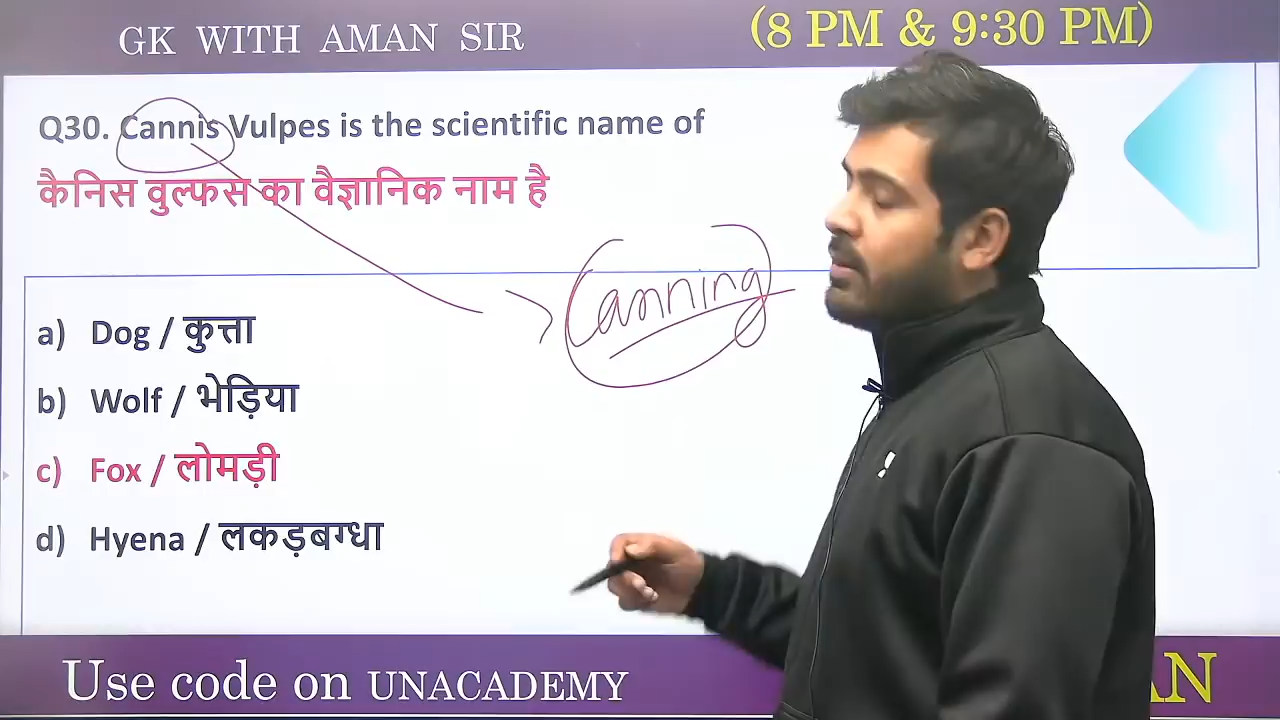 GK WITH AMAN SIR
(8 PM & 9:30 PM)
Q30. Cannis Vulpes is the scientific name of
कैनिस वुल्फस का वैज्ञानिक नाम है
Canning
a) Dog / कुत्ता
b) Wolf / भेड़िया
c) Fox / लोमड़ी
d) Hyena / लकड़बग्धा
Use code on UNACADEMY